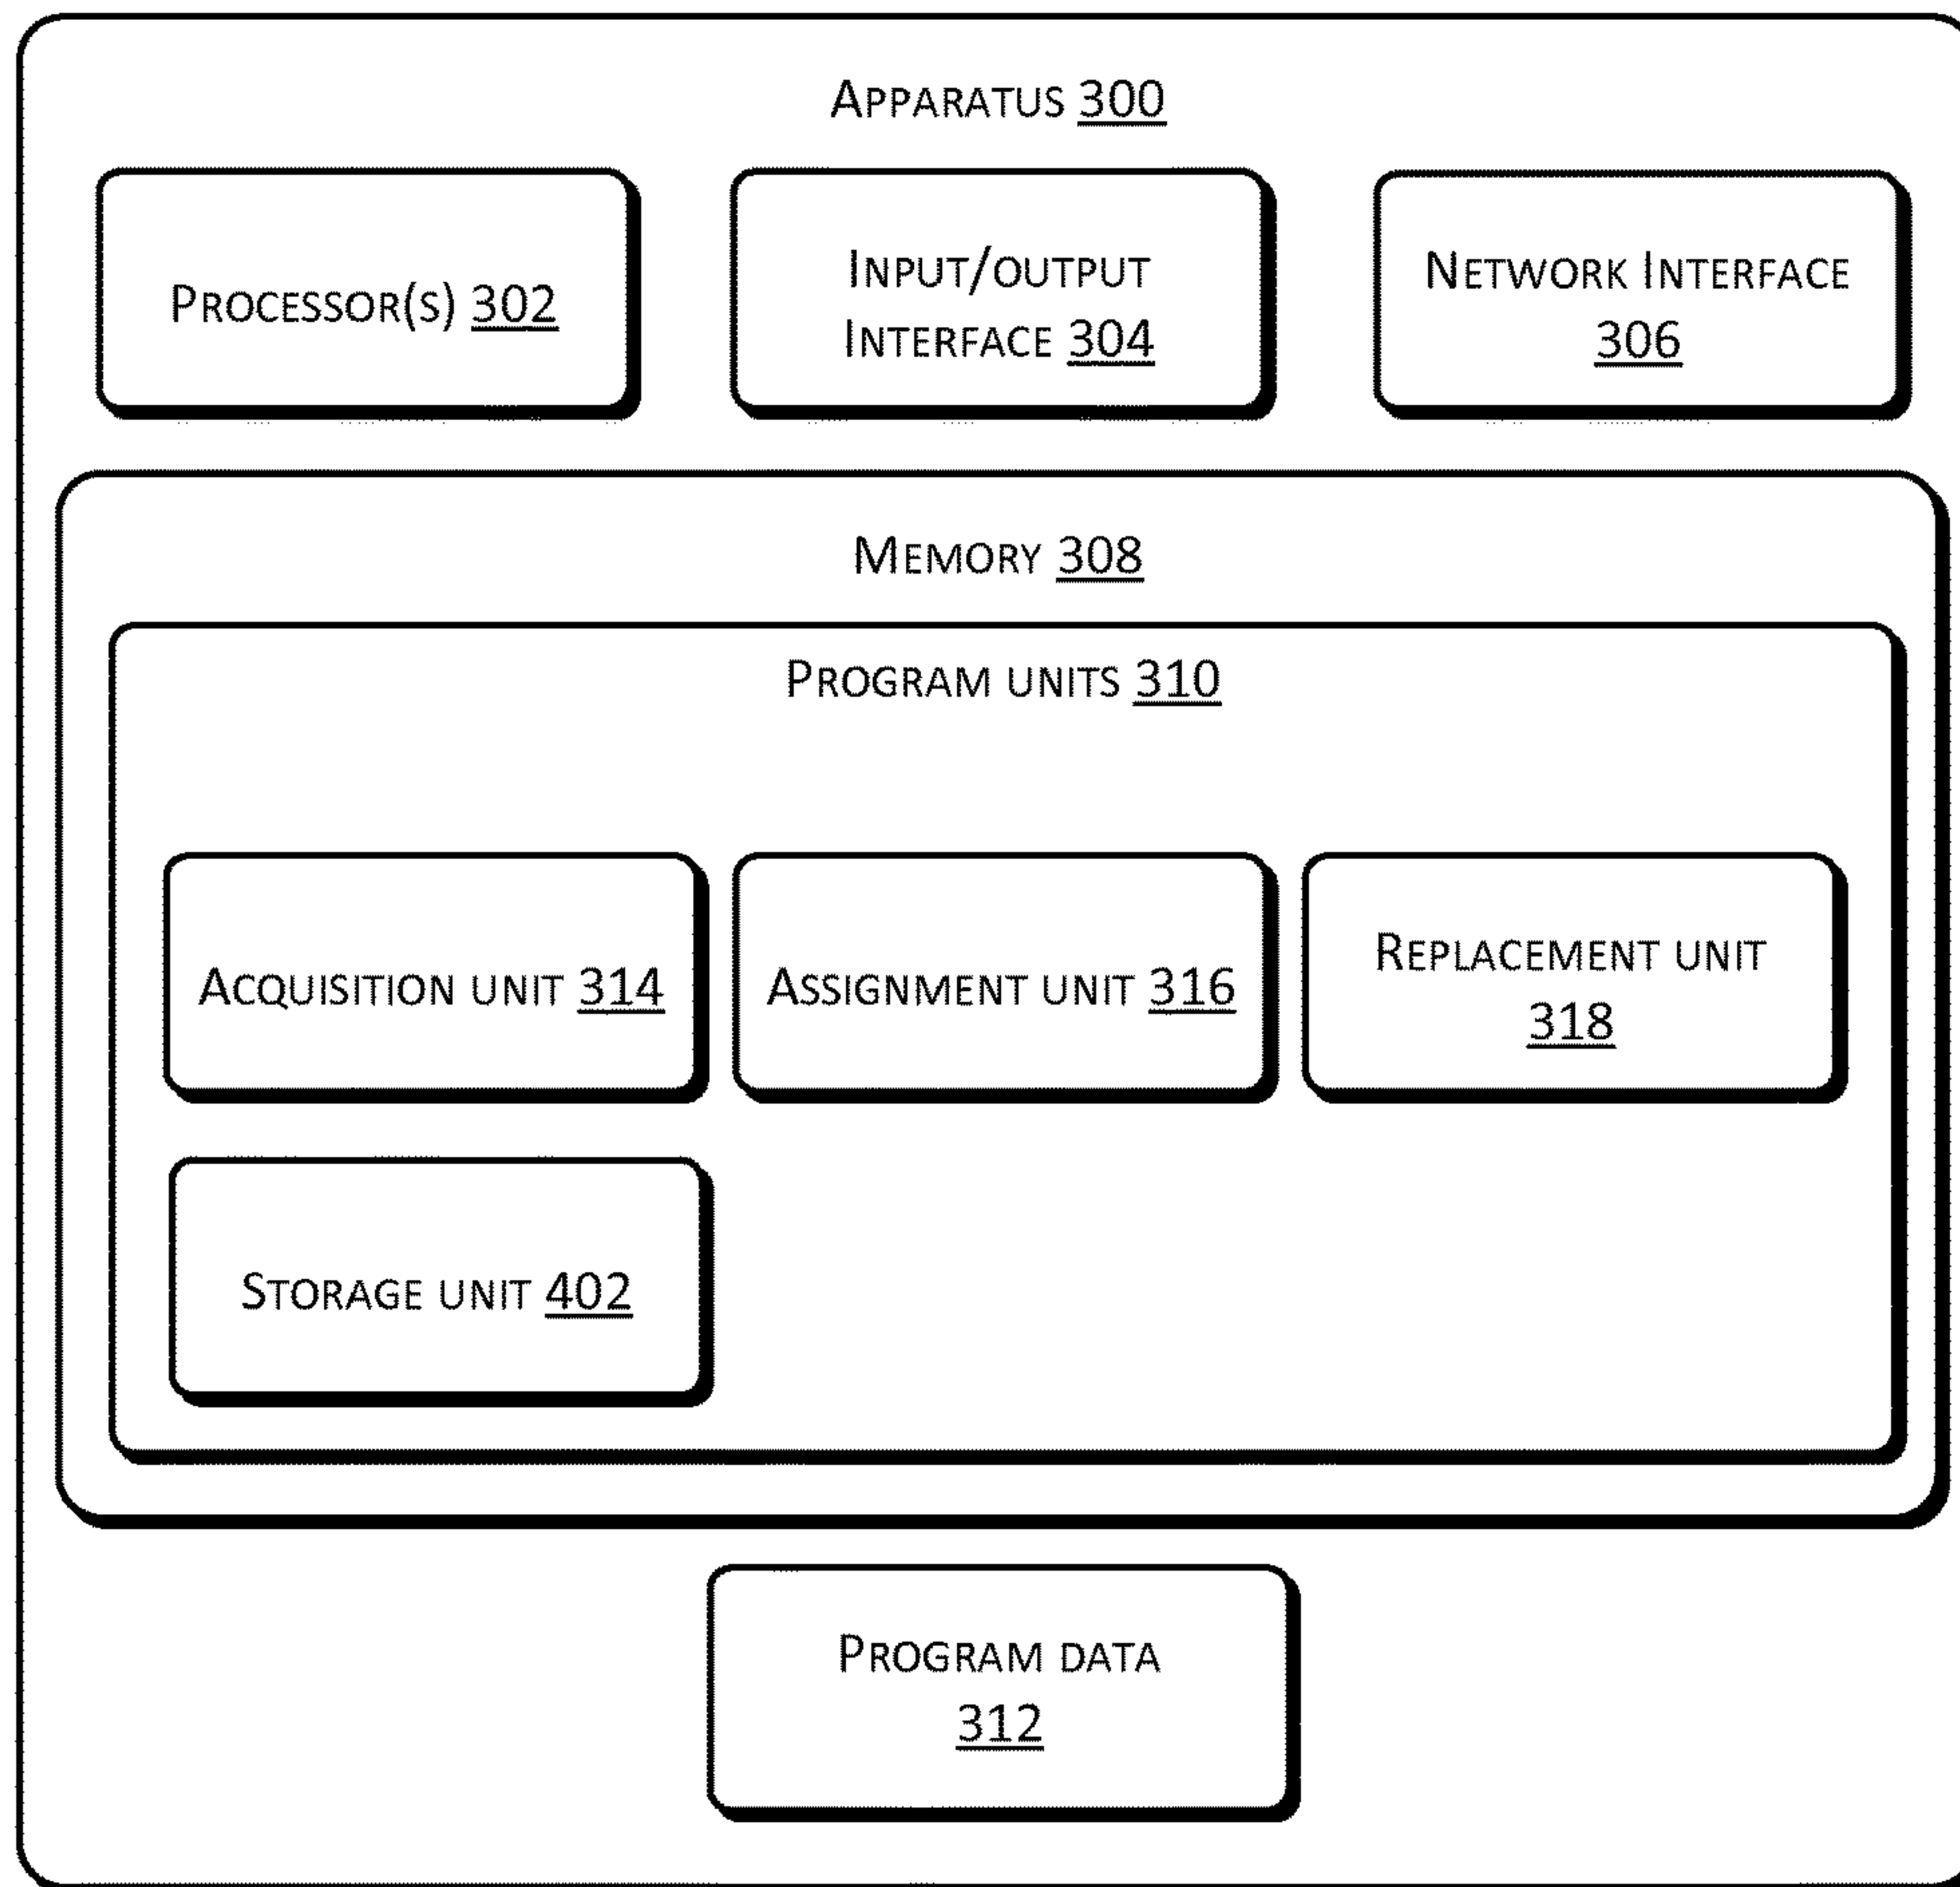 APPARATUS 300
PROCESSOR(S) 302
INPUT/OUTPUT
INTERFACE 304
NETWORK INTERFACE
306
MEMORY 308
PROGRAM UNITS 310
ACQUISITION UNIT 314
ASSIGNMENT UNIT 316
REPLACEMENT UNIT
318
STORAGE UNIT 402
PROGRAM DATA
312